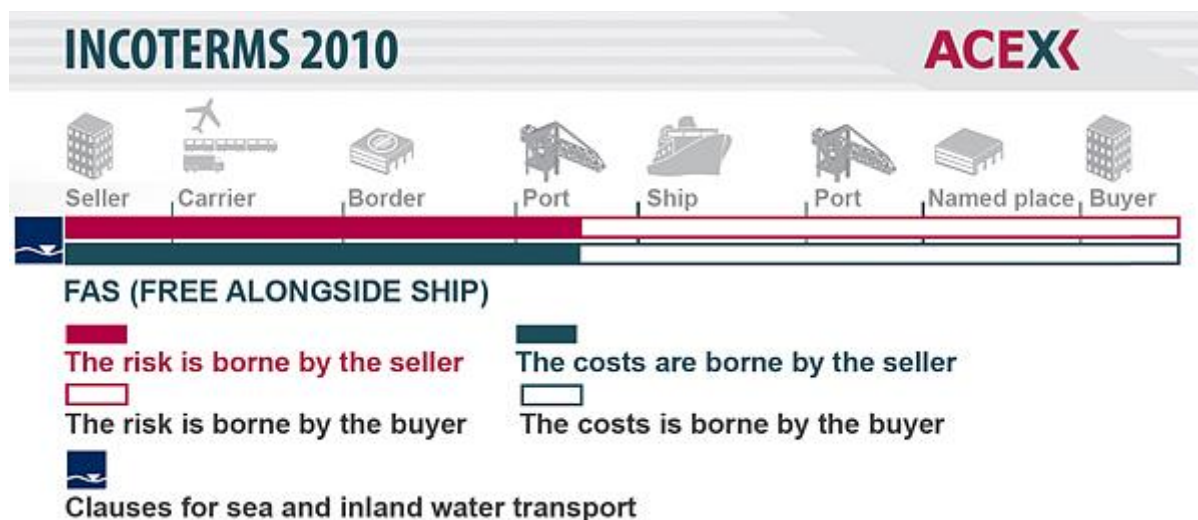 INCOTERMS 2010
ACEX
Seller Carrier Border Port Ship Port Named place Buyer
FAS (FREE ALONGSIDE SHIP)
The risk is borne by the seller
The costs are borne by the seller
The risk is borne by the buyer
The costs is borne by the buyer
Clauses for sea and inland water transport